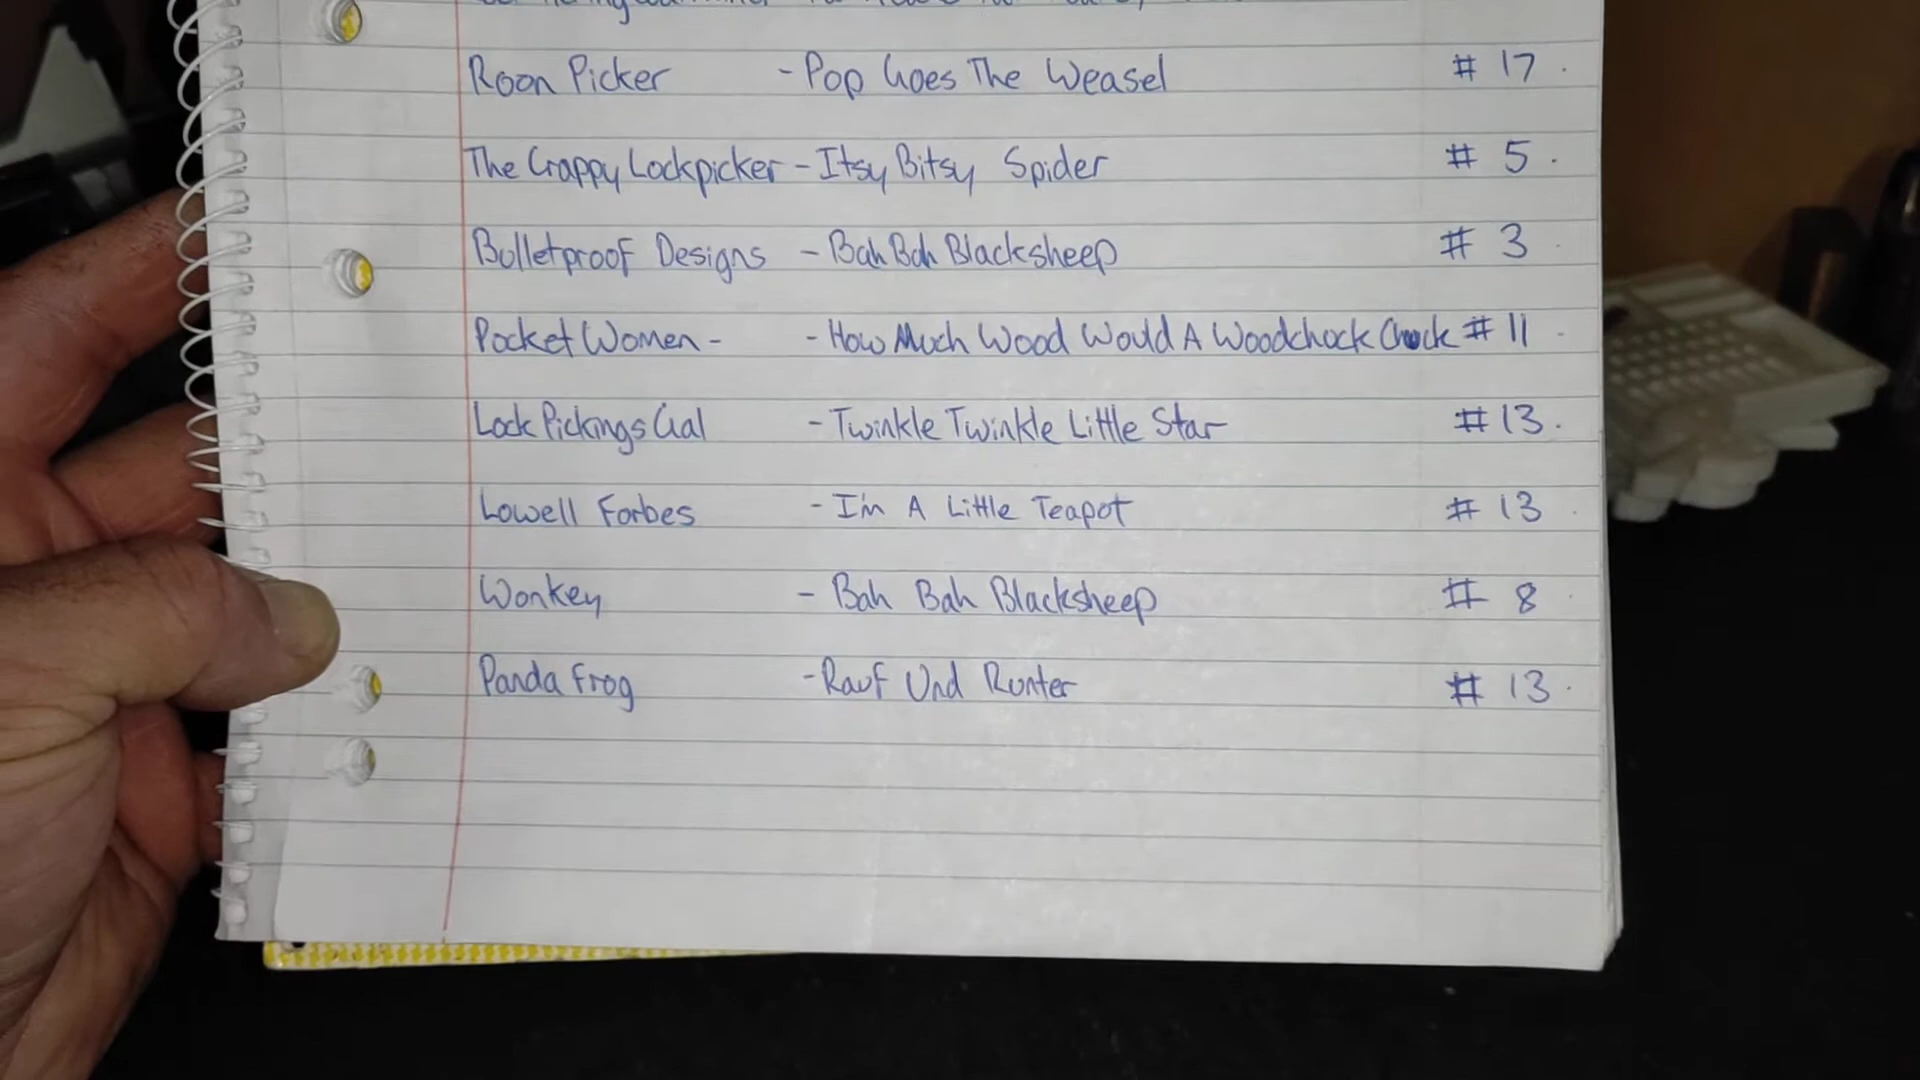 Roon Picker - Pop Goes The Weasel # 17
The Crappy Lockpicker - Itsy Bitsy Spider # 5
Bulletproof Designs - Bah Bah Blacksheep # 3
Pocket Women - - How Much Wood Would A Woodchuck Chuck # 11
Lock Pickings Gal - Twinkle Twinkle Little Star # 13
Lowell Forbes - I'm A Little Teapot # 13
Wonkey - Bah Bah Blacksheep # 8
Panda Frog - Rauf Und Runter # 13